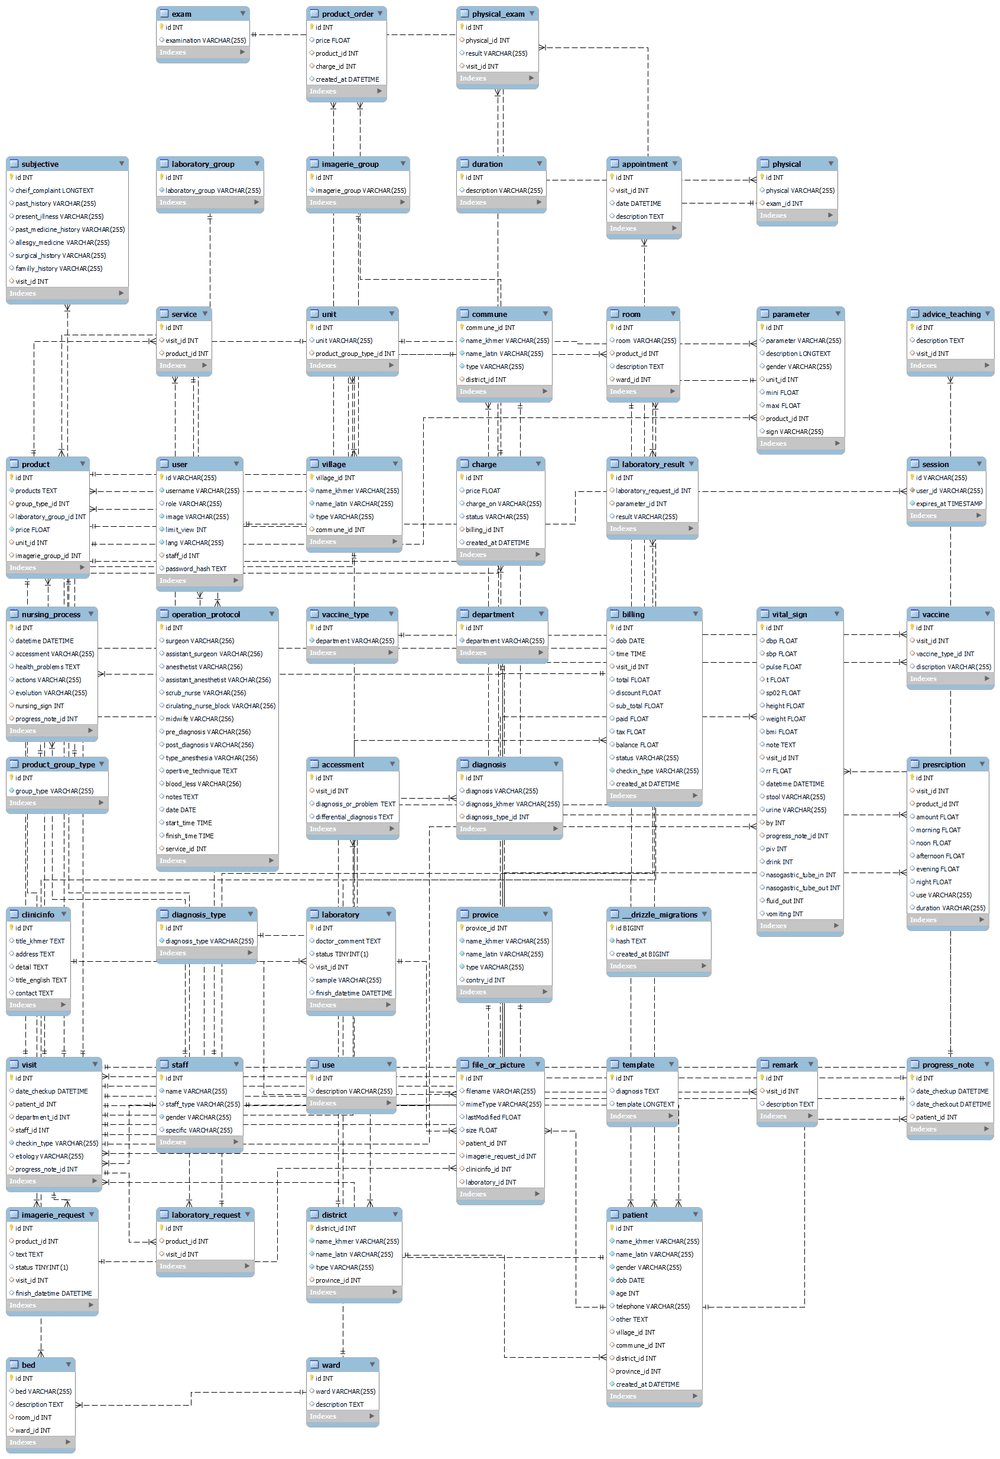 exam
id INT
examination VARCHAR(255)
Indexes
product_order
id INT
price FLOAT
product_id INT
charge_id INT
created_at DATETIME
Indexes
physical_exam
id INT
physical_id INT
result VARCHAR(255)
visit_id INT
Indexes
subjective
id INT
cheif_complaint LONGTEXT
past_history VARCHAR(255)
present_illness VARCHAR(255)
past_medicine_history VARCHAR(255)
allesgy_medicine VARCHAR(255)
surgical_history VARCHAR(255)
familly_history VARCHAR(255)
visit_id INT
Indexes
laboratory_group
id INT
laboratory_group VARCHAR(255)
Indexes
imagerie_group
id INT
imagerie_group VARCHAR(255)
Indexes
duration
id INT
description VARCHAR(255)
Indexes
appointment
id INT
visit_id INT
date DATETIME
description TEXT
Indexes
physical
id INT
physical VARCHAR(255)
exam_id INT
Indexes
service
id INT
visit_id INT
product_id INT
Indexes
unit
id INT
unit VARCHAR(255)
product_group_type_id INT
Indexes
commune
commune_id INT
name_khmer VARCHAR(255)
name_latin VARCHAR(255)
type VARCHAR(255)
district_id INT
Indexes
room
id INT
room VARCHAR(255)
product_id INT
description TEXT
ward_id INT
Indexes
parameter
id INT
parameter VARCHAR(255)
description LONGTEXT
gender VARCHAR(255)
unit_id INT
mini FLOAT
maxi FLOAT
product_id INT
sign VARCHAR(255)
Indexes
advice_teaching
id INT
description TEXT
visit_id INT
Indexes
product
id INT
products TEXT
group_type_id INT
laboratory_group_id INT
price FLOAT
unit_id INT
imagerie_group_id INT
Indexes
user
id VARCHAR(255)
username VARCHAR(255)
role VARCHAR(255)
image VARCHAR(255)
limit_view INT
lang VARCHAR(255)
staff_id INT
password_hash TEXT
Indexes
village
village_id INT
name_khmer VARCHAR(255)
name_latin VARCHAR(255)
type VARCHAR(255)
commune_id INT
Indexes
charge
id INT
price FLOAT
charge_on VARCHAR(255)
status VARCHAR(255)
billing_id INT
created_at DATETIME
Indexes
laboratory_result
id INT
laboratory_request_id INT
parameter_id INT
result VARCHAR(255)
Indexes
session
id VARCHAR(255)
user_id VARCHAR(255)
expires_at TIMESTAMP
Indexes
nursing_process
id INT
datetime DATETIME
accessment VARCHAR(255)
health_problems TEXT
actions VARCHAR(255)
evolution VARCHAR(255)
nursing_sign INT
progress_note_id INT
Indexes
operation_protocol
id INT
surgeon VARCHAR(256)
assistant_surgeon VARCHAR(256)
anesthetist VARCHAR(256)
assistant_anesthetist VARCHAR(256)
scrub_nurse VARCHAR(256)
cirulating_nurse_block VARCHAR(256)
midwife VARCHAR(256)
pre_diagnosis VARCHAR(256)
post_diagnosis VARCHAR(256)
type_anesthesia VARCHAR(256)
opertive_technique TEXT
blood_less VARCHAR(256)
notes TEXT
date DATE
start_time TIME
finish_time TIME
service_id INT
Indexes
vaccine_type
id INT
department VARCHAR(255)
Indexes
department
id INT
department VARCHAR(255)
Indexes
billing
id INT
dob DATE
time TIME
visit_id INT
total FLOAT
discount FLOAT
sub_total FLOAT
paid FLOAT
tax FLOAT
balance FLOAT
status VARCHAR(255)
checkin_type VARCHAR(255)
created_at DATETIME
Indexes
vital_sign
id INT
dbp FLOAT
sbp FLOAT
pulse FLOAT
t FLOAT
sp02 FLOAT
height FLOAT
weight FLOAT
bmi FLOAT
note TEXT
visit_id INT
rr FLOAT
datetime DATETIME
stool VARCHAR(255)
urine VARCHAR(255)
by INT
progress_note_id INT
piv INT
drink INT
nasogastric_tube_in INT
nasogastric_tube_out INT
fluid_out INT
vomiting INT
Indexes
vaccine
id INT
visit_id INT
vaccine_type_id INT
discription VARCHAR(255)
Indexes
product_group_type
id INT
group_type VARCHAR(255)
Indexes
accessment
id INT
visit_id INT
diagnosis_or_problem TEXT
differential_diagnosis TEXT
Indexes
diagnosis
id INT
diagnosis VARCHAR(255)
diagnosis_khmer VARCHAR(255)
diagnosis_type_id INT
Indexes
presrciption
id INT
visit_id INT
product_id INT
amount FLOAT
morning FLOAT
noon FLOAT
afternoon FLOAT
evening FLOAT
night FLOAT
use VARCHAR(255)
duration VARCHAR(255)
Indexes
clinicinfo
id INT
title_khmer TEXT
address TEXT
detail TEXT
title_english TEXT
contact TEXT
Indexes
diagnosis_type
id INT
diagnosis_type VARCHAR(255)
Indexes
laboratory
id INT
doctor_comment TEXT
status TINYINT(1)
visit_id INT
sample VARCHAR(255)
finish_datetime DATETIME
Indexes
provice
provice_id INT
name_khmer VARCHAR(255)
name_latin VARCHAR(255)
type VARCHAR(255)
contry_id INT
Indexes
__drizzle_migrations
id BIGINT
hash TEXT
created_at BIGINT
Indexes
visit
id INT
date_checkup DATETIME
patient_id INT
department_id INT
staff_id INT
checkin_type VARCHAR(255)
etiology VARCHAR(255)
progress_note_id INT
Indexes
staff
id INT
name VARCHAR(255)
staff_type VARCHAR(255)
gender VARCHAR(255)
specific VARCHAR(255)
Indexes
use
id INT
description VARCHAR(255)
Indexes
file_or_picture
id INT
filename VARCHAR(255)
mimeType VARCHAR(255)
lastModified FLOAT
size FLOAT
patient_id INT
imagerie_request_id INT
clinicinfo_id INT
laboratory_id INT
Indexes
template
id INT
diagnosis TEXT
template LONGTEXT
Indexes
remark
id INT
visit_id INT
description TEXT
Indexes
progress_note
id INT
date_checkup DATETIME
date_checkout DATETIME
patient_id INT
Indexes
imagerie_request
id INT
product_id INT
text TEXT
status TINYINT(1)
visit_id INT
finish_datetime DATETIME
Indexes
laboratory_request
id INT
product_id INT
visit_id INT
Indexes
district
district_id INT
name_khmer VARCHAR(255)
name_latin VARCHAR(255)
type VARCHAR(255)
province_id INT
Indexes
patient
id INT
name_khmer VARCHAR(255)
name_latin VARCHAR(255)
gender VARCHAR(255)
dob DATE
age INT
telephone VARCHAR(255)
other TEXT
village_id INT
commune_id INT
district_id INT
province_id INT
created_at DATETIME
Indexes
bed
id INT
bed VARCHAR(255)
description TEXT
room_id INT
ward_id INT
Indexes
ward
id INT
ward VARCHAR(255)
description TEXT
Indexes